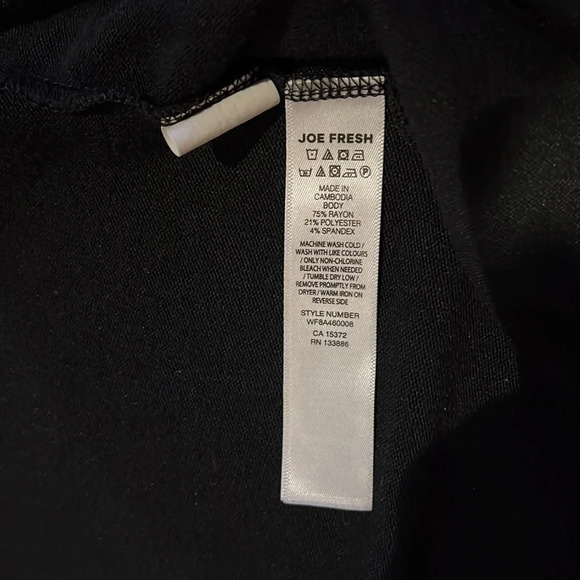 JOE FRESH
P
MADE IN
CAMBODIA
BODY
75% RAYON
21% POLYESTER
4% SPANDEX
MACHINE WASH COLD /
WASH WITH LIKE COLOURS
/ ONLY NON-CHLORINE
BLEACH WHEN NEEDED
/ TUMBLE DRY LOW /
REMOVE PROMPTLY FROM
DRYER / WARM IRON ON
REVERSE SIDE
STYLE NUMBER
WF8A460008
CA 15372
RN 133886